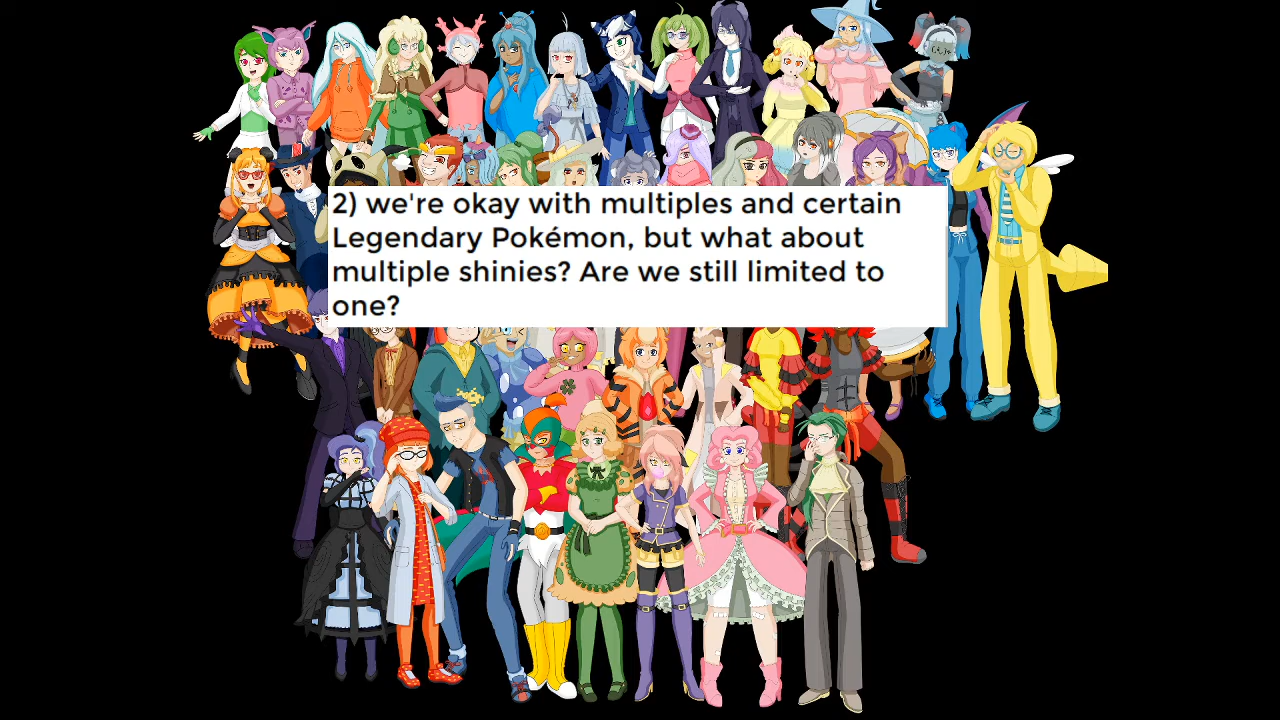 2) we're okay with multiples and certain
Legendary Pokémon, but what about
multiple shinies? Are we still limited to
one?